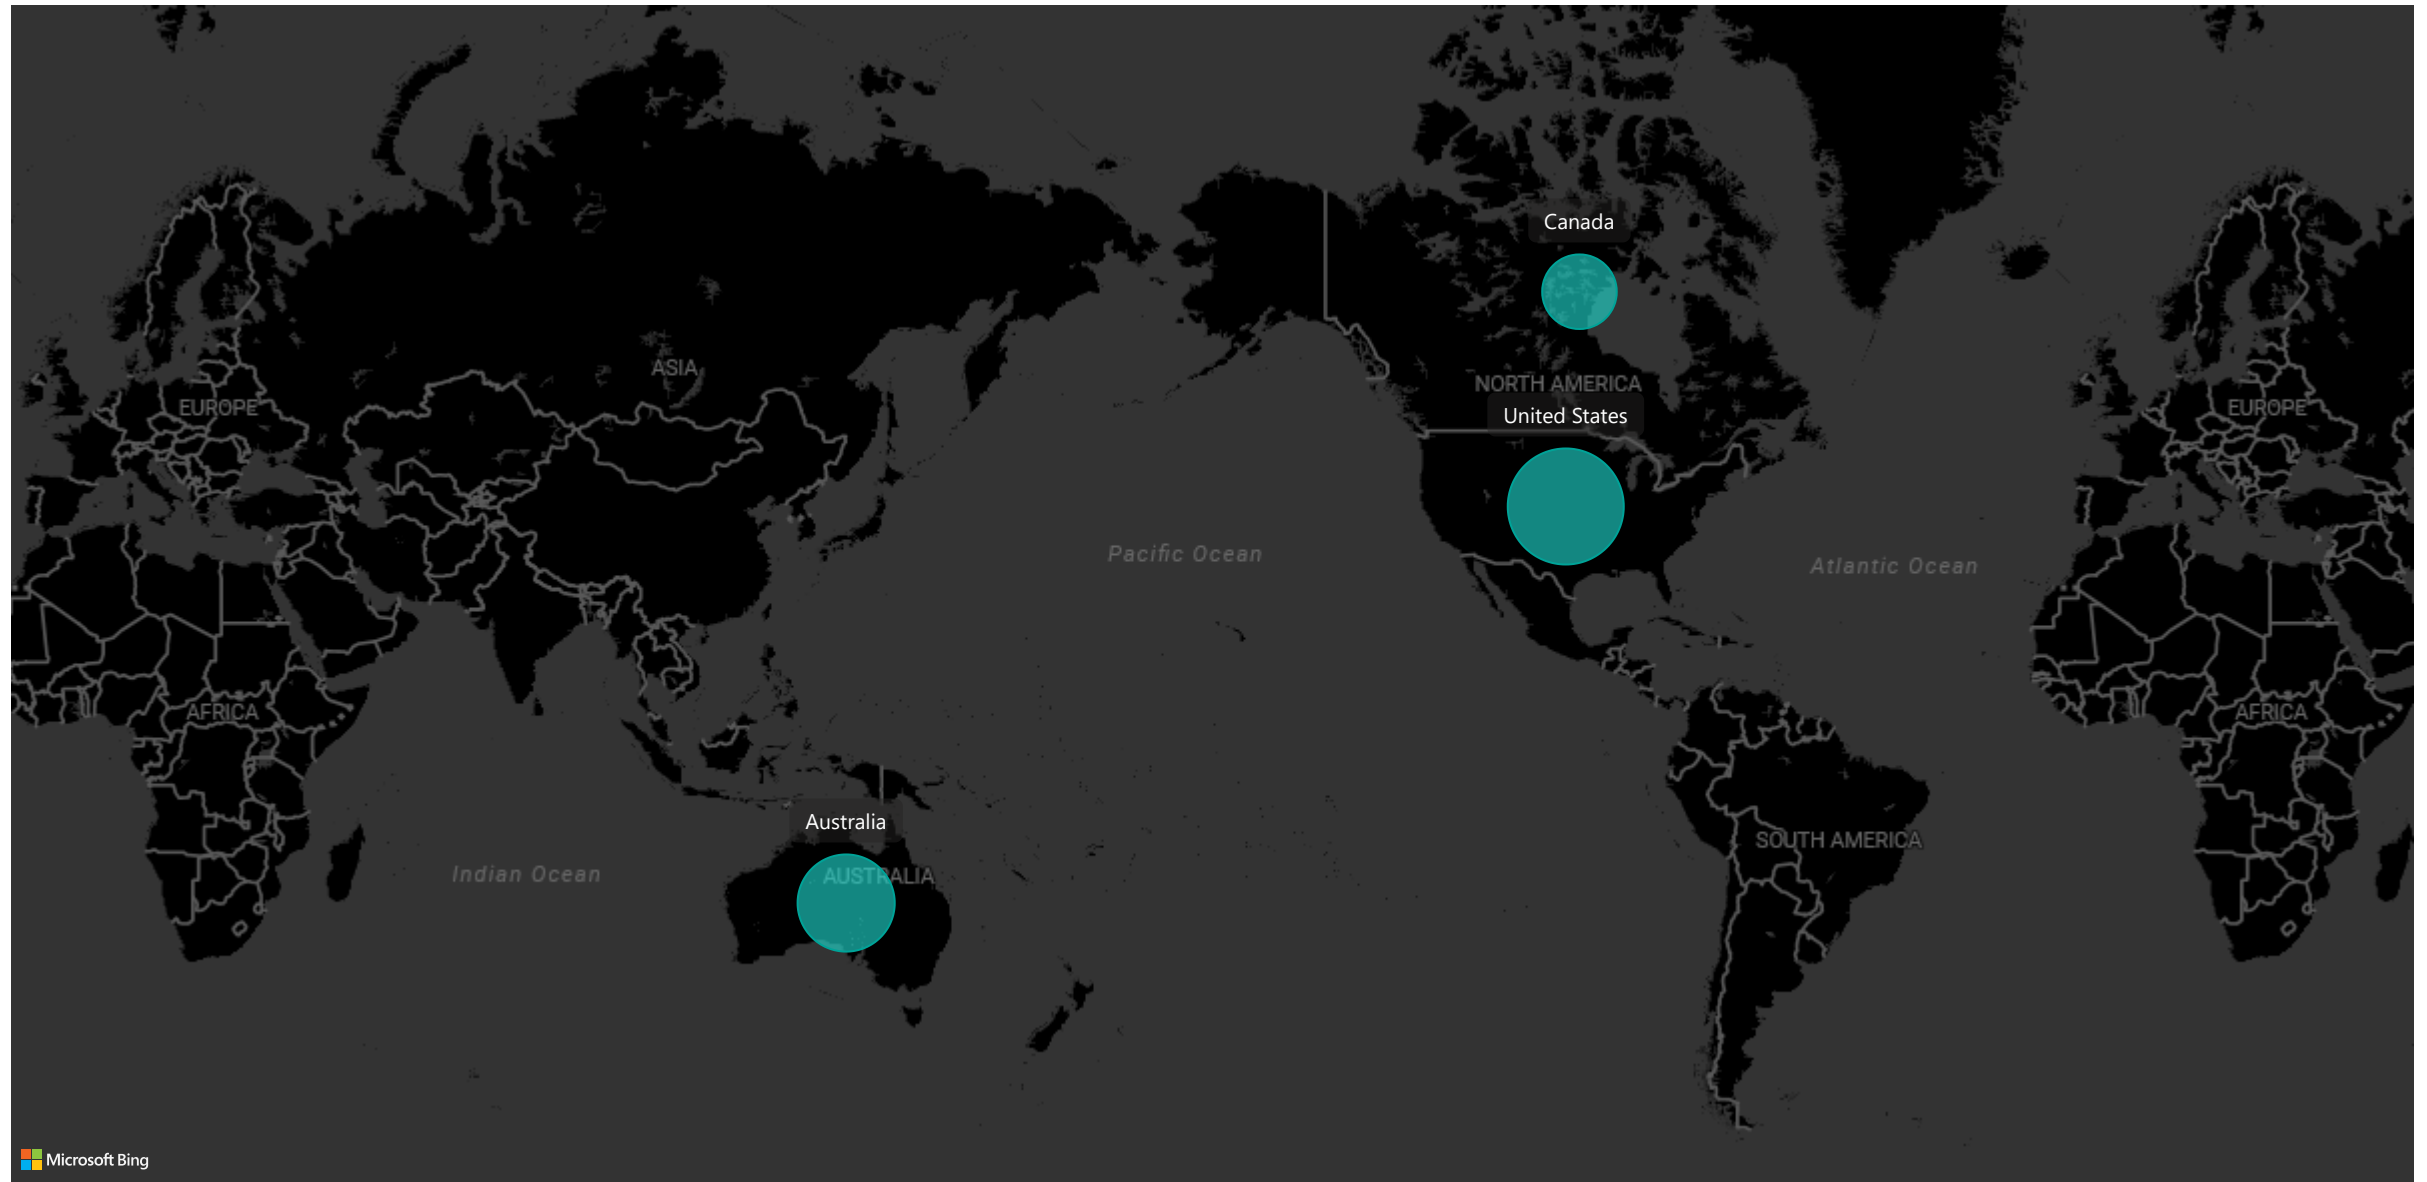 Canada
ASIA
NORTH AMERICA
EUROPE
EUROPE
United States
Pacific Ocean
Atlantic Ocean
AFRICA
AFRICA
Australia
SOUTH AMERICA
Indian Ocean
AUSTRALIA
Microsoft Bing